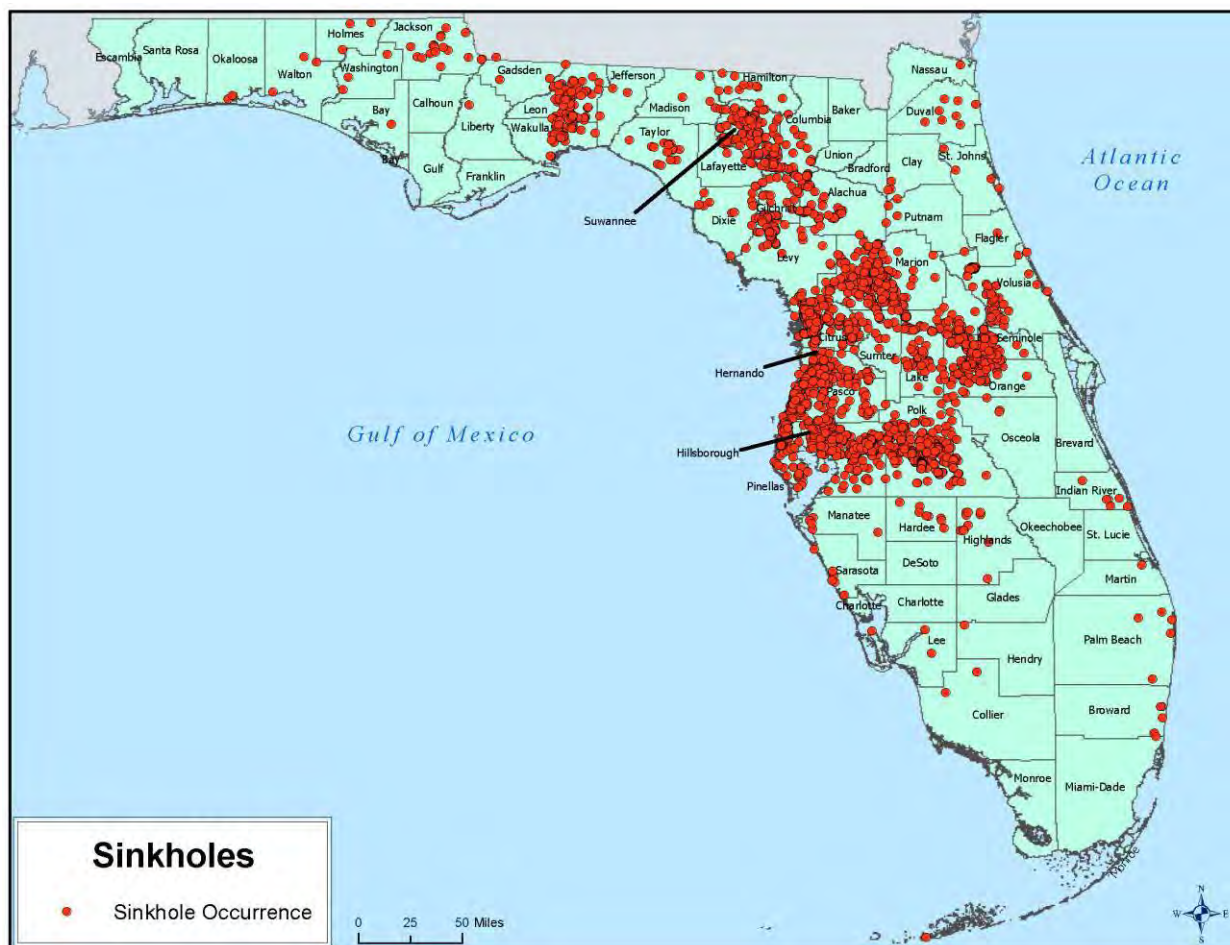 Holmes
Jackson
Santa Rosa
Escambia
Okaloosa
Walton
Washington
Gadsden
Jefferson
Hamilton
Nassau
Bay
Calhoun
Leon
Madison
Columbia
Baker
Duval
Liberty
Wakulla
Taylor
Bay
Gulf
Franklin
Lafayette
Union
Bradford
Clay
St. Johns
Atlantic
Ocean
Suwannee
Dixie
Gilchrist
Alachua
Putnam
Flagler
Levy
Marion
Volusia
Citrus
Sumter
Seminole
Hernando
Lake
Orange
Pasco
Polk
Gulf of Mexico
Osceola
Brevard
Hillsborough
Pinellas
Indian River
Manatee
Hardee
Highlands
Okeechobee
St. Lucie
Sarasota
DeSoto
Martin
Charlotte
Charlotte
Glades
Lee
Hendry
Palm Beach
Collier
Broward
Monroe
Miami-Dade
Monroe
Sinkholes
Sinkhole Occurrence
0 25 50 Miles
N
W E
S